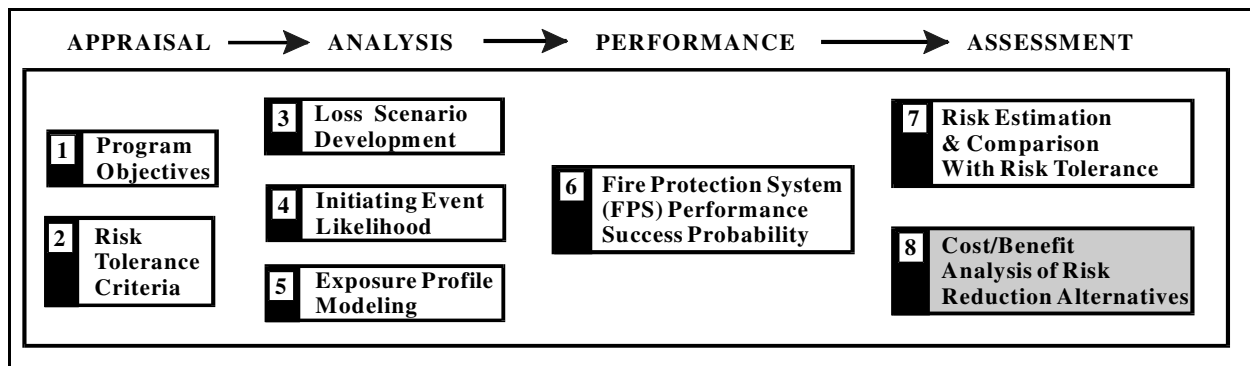 APPRAISAL ANALYSIS PERFORMANCE ASSESSMENT
1 Program
Objectives
2 Risk
Tolerance
Criteria
3 Loss Scenario
Development
4 Initiating Event
Likelihood
5 Exposure Profile
Modeling
6 Fire Protection System
(FPS) Performance
Success Probability
7 Risk Estimation
& Comparison
With Risk Tolerance
8 Cost/Benefit
Analysis of Risk
Reduction Alternatives